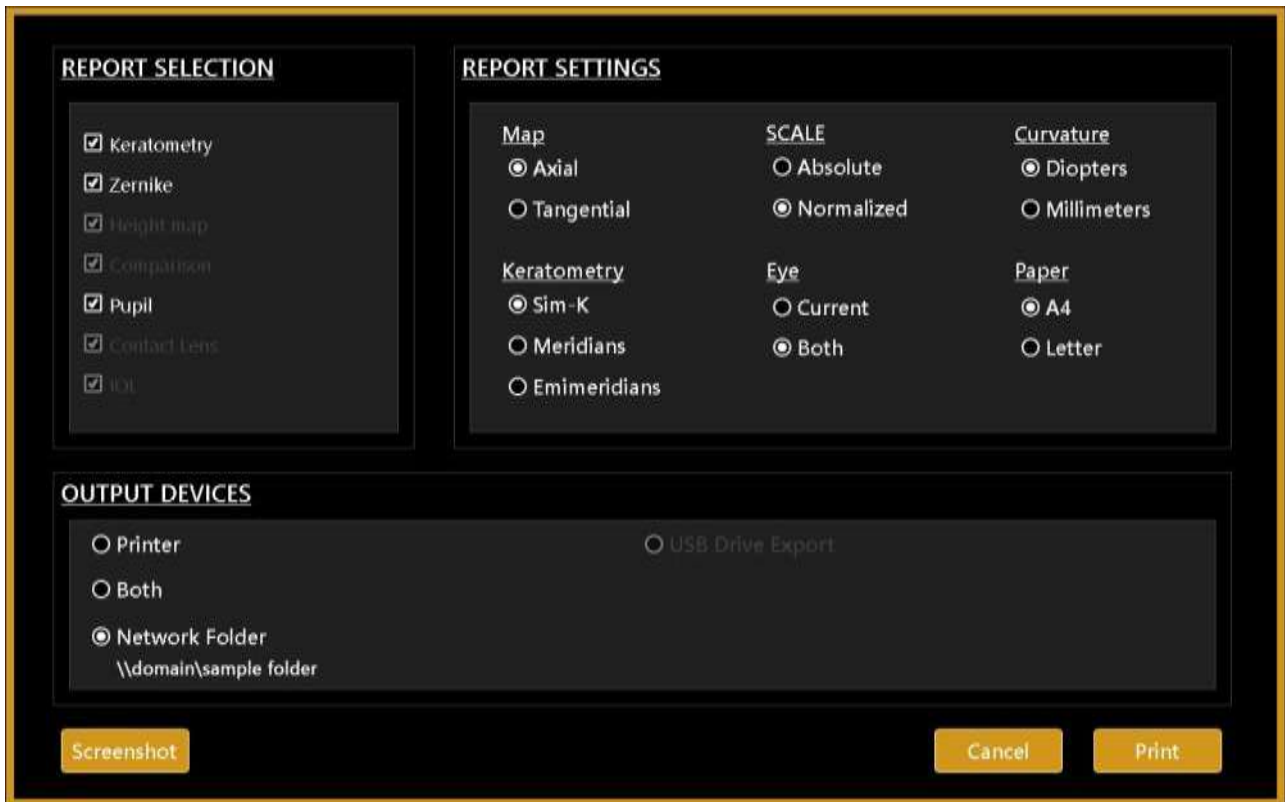 REPORT SELECTION
Keratometry
Zernike
Height map
Comparison
Pupil
Contact Lens
IOL
REPORT SETTINGS
Map
Axial
Tangential
SCALE
Absolute
Normalized
Curvature
Diopters
Millimeters
Keratometry
Sim-K
Meridians
Emimeridians
Eye
Current
Both
Paper
A4
Letter
OUTPUT DEVICES
Printer
Both
Network Folder
\\domain\sample folder
USB Drive Export
Screenshot
Cancel
Print